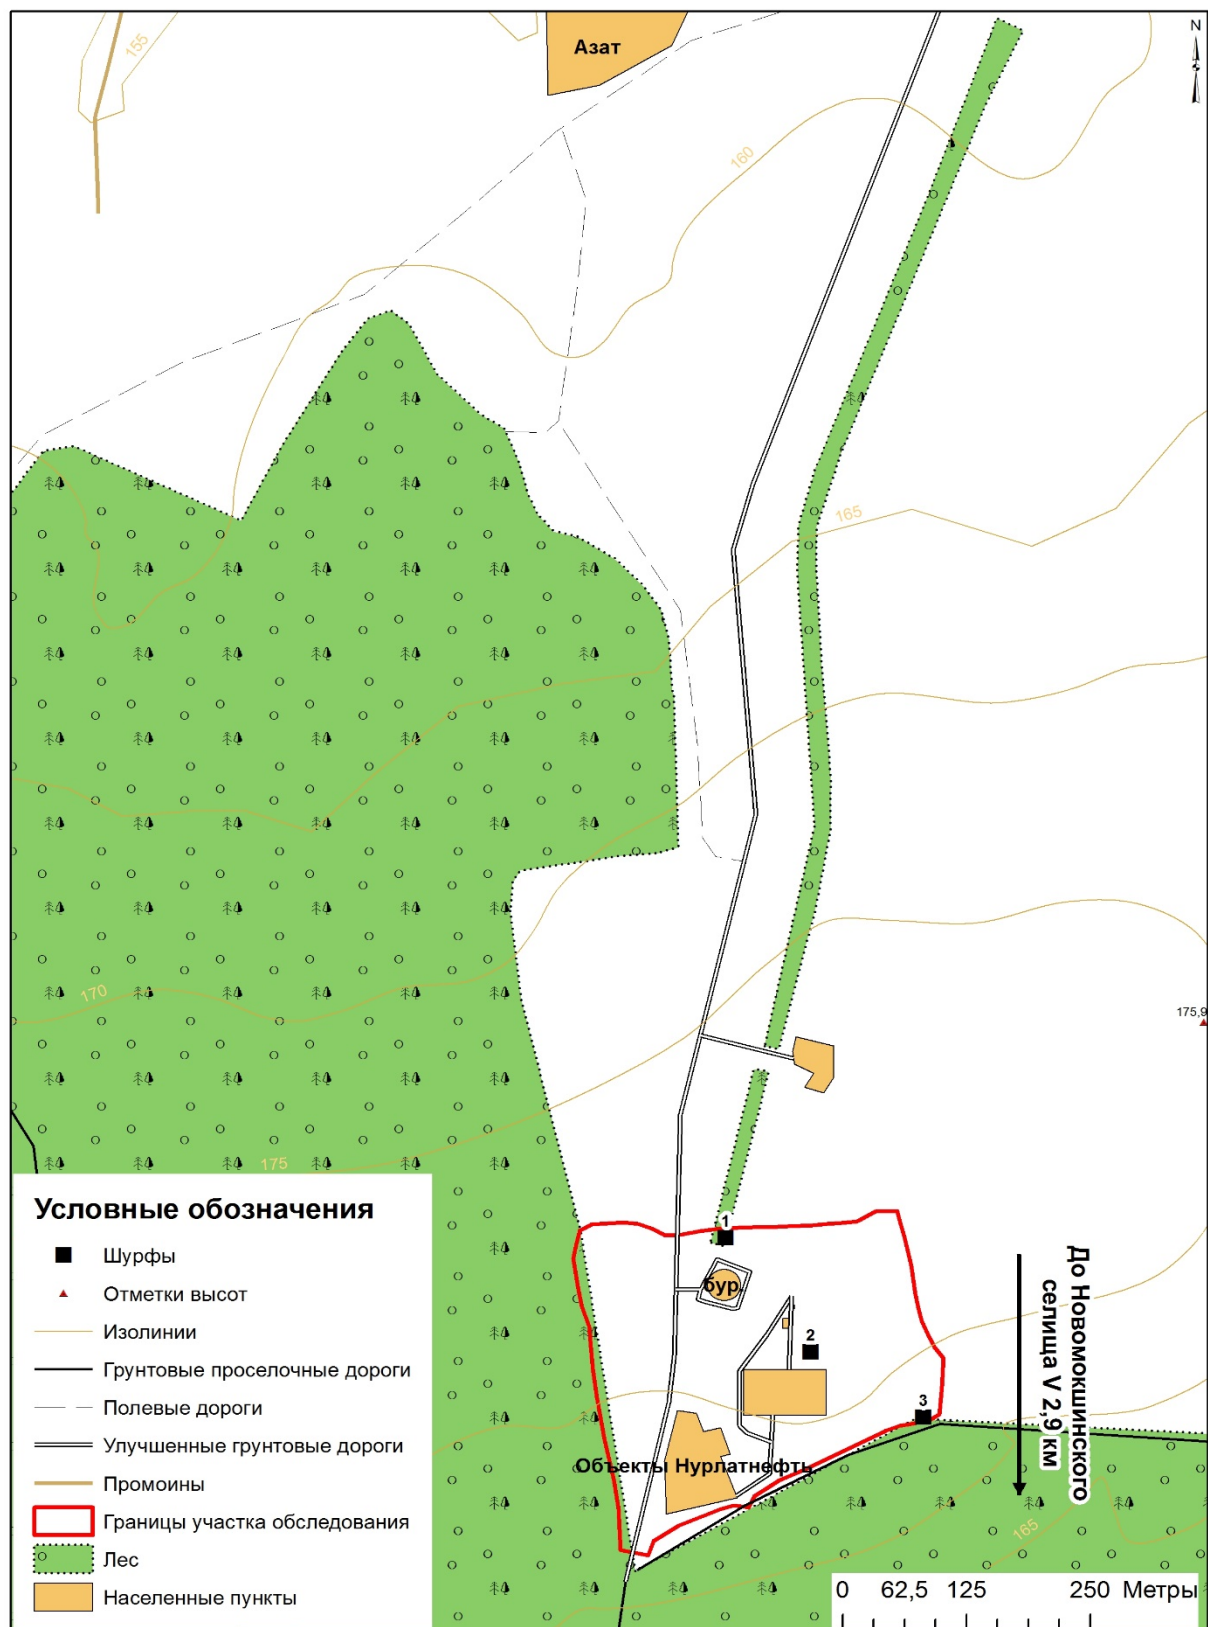 Азат
N
155
160
165
170
175,9
175
1
бур.
2
3
Объекты Нурлатнефть
До Новомокшинского
селища V 2,9 км
165
Условные обозначения
Шурфы
Отметки высот
Изолинии
Грунтовые проселочные дороги
Полевые дороги
Улучшенные грунтовые дороги
Промоины
Границы участка обследования
Лес
Населенные пункты
0 62,5 125 250 Метры